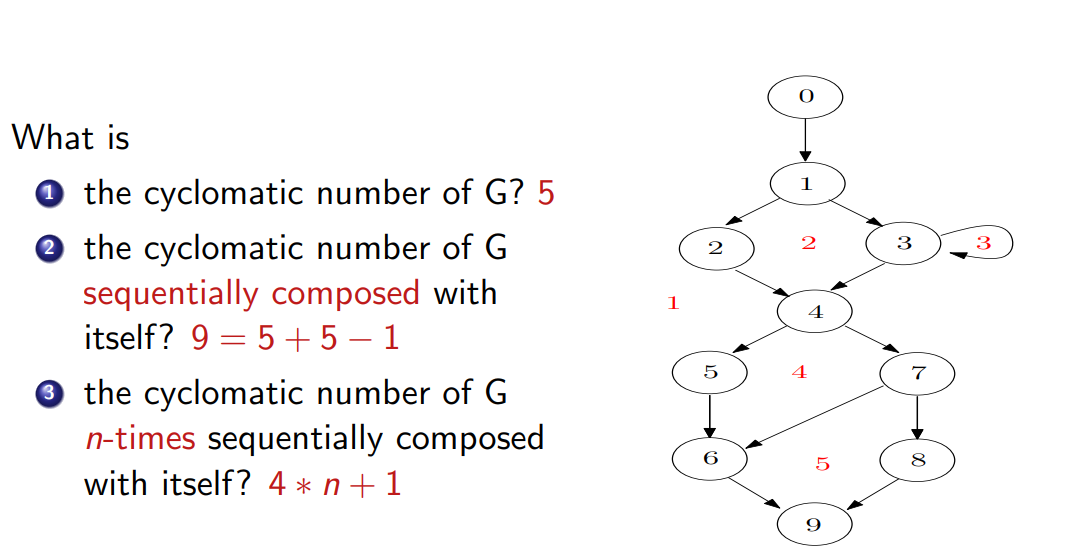 What is
1 the cyclomatic number of G? 5
2 the cyclomatic number of G
sequentially composed with
itself? 9 = 5 + 5 − 1
3 the cyclomatic number of G
n-times sequentially composed
with itself? 4 ∗ n + 1
0
1
2
2
3
3
1
4
5
4
7
6
5
8
9